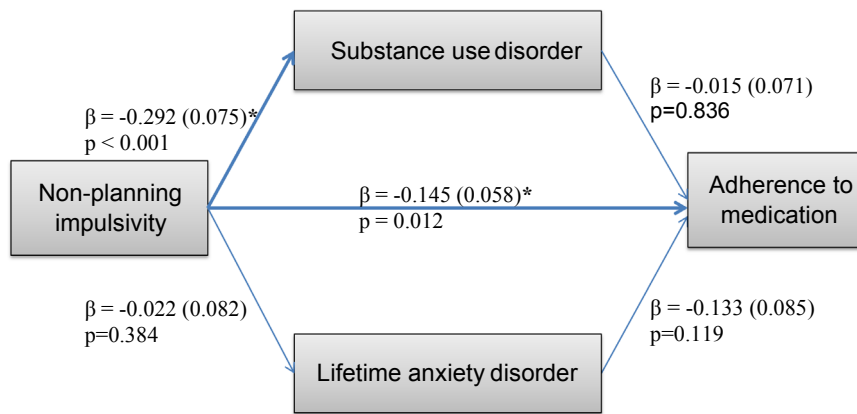 Substance use disorder
β = -0.015 (0.071)
p=0.836
β = -0.292 (0.075)*
p < 0.001
Non-planning
impulsivity
β = -0.145 (0.058)*
p = 0.012
Adherence to
medication
β = -0.022 (0.082)
p=0.384
β = -0.133 (0.085)
p=0.119
Lifetime anxiety disorder